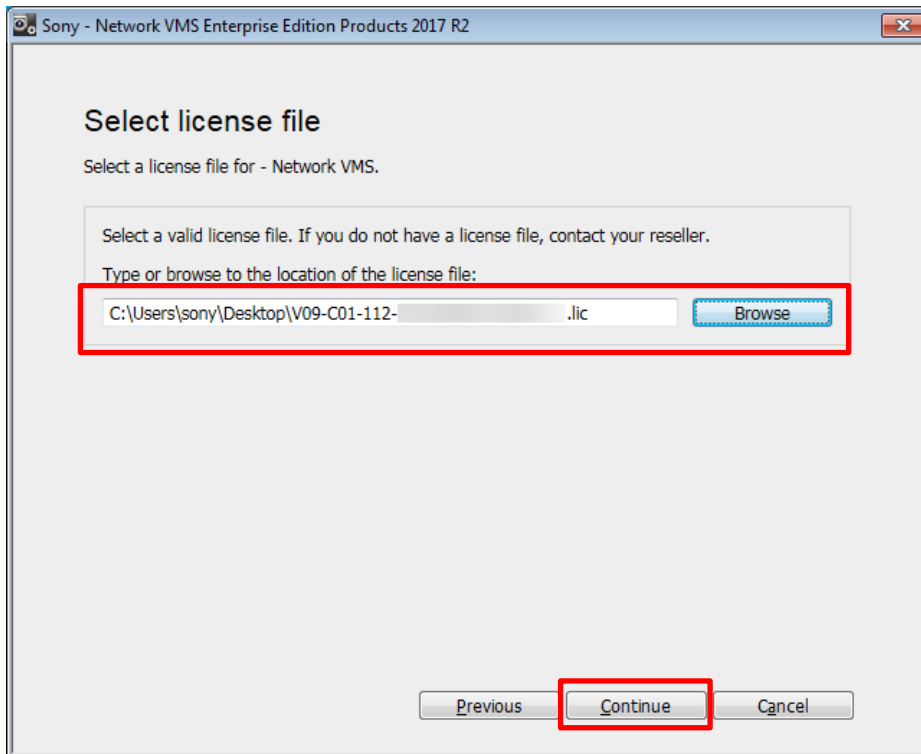 Sony - Network VMS Enterprise Edition Products 2017 R2
Select license file
Select a license file for - Network VMS.
Select a valid license file. If you do not have a license file, contact your reseller.
Type or browse to the location of the license file:
C:\Users\sony\Desktop\V09-C01-112- .lic Browse
Previous Continue Cancel